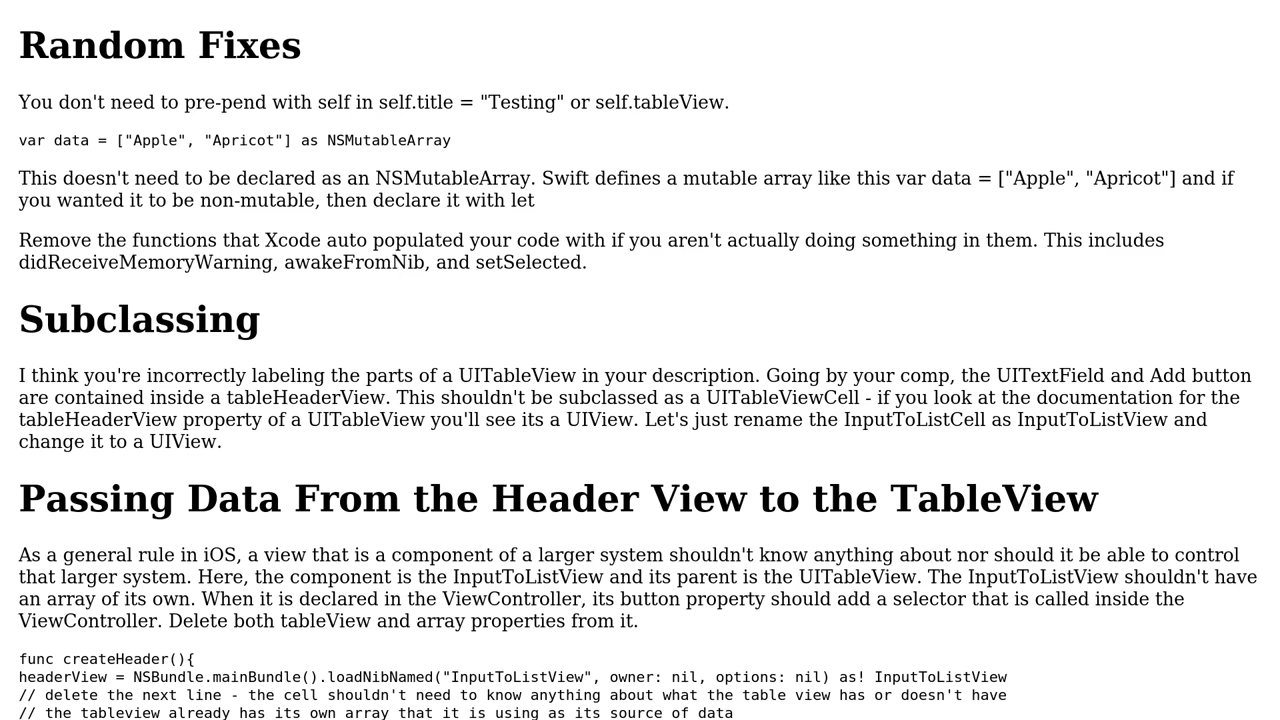 Random Fixes
You don't need to pre-pend with self in self.title = "Testing" or self.tableView.
var data = ["Apple", "Apricot"] as NSMutableArray
This doesn't need to be declared as an NSMutableArray. Swift defines a mutable array like this var data = ["Apple", "Apricot"] and if
you wanted it to be non-mutable, then declare it with let
Remove the functions that Xcode auto populated your code with if you aren't actually doing something in them. This includes
didReceiveMemoryWarning, awakeFromNib, and setSelected.
Subclassing
I think you're incorrectly labeling the parts of a UITableView in your description. Going by your comp, the UITextField and Add button
are contained inside a tableHeaderView. This shouldn't be subclassed as a UITableViewCell - if you look at the documentation for the
tableHeaderView property of a UITableView you'll see its a UIView. Let's just rename the InputToListCell as InputToListView and
change it to a UIView.
Passing Data From the Header View to the TableView
As a general rule in iOS, a view that is a component of a larger system shouldn't know anything about nor should it be able to control
that larger system. Here, the component is the InputToListView and its parent is the UITableView. The InputToListView shouldn't have
an array of its own. When it is declared in the ViewController, its button property should add a selector that is called inside the
ViewController. Delete both tableView and array properties from it.
func createHeader(){
headerView = NSBundle.mainBundle().loadNibNamed("InputToListView", owner: nil, options: nil) as! InputToListView
// delete the next line - the cell shouldn't need to know anything about what the table view has or doesn't have
// the tableview already has its own array that it is using as its source of data